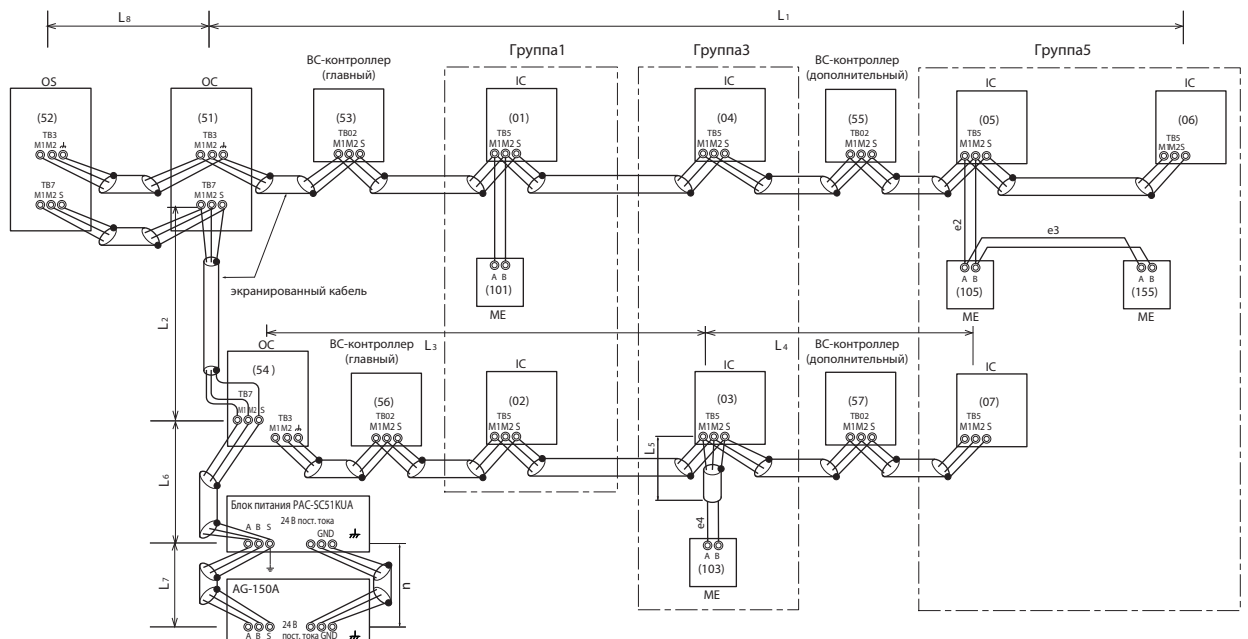 L8
L1
Группа1
Группа3
Группа5
OS
OC
BC-контроллер
(главный)
IC
IC
BC-контроллер
(дополнительный)
IC
IC
(52)
(51)
(53)
(01)
(04)
(55)
(05)
(06)
TB3
M1M2
TB3
M1M2
TB02
M1M2 S
TB5
M1M2 S
TB5
M1M2 S
TB02
M1M2 S
TB5
M1M2 S
TB5
M1M2S
TB7
M1M2 S
TB7
M1M2 S
e2
e3
экранированный кабель
A B
(101)
ME
A B
(105)
ME
A B
(155)
ME
L2
L3
L4
OC
BC-контроллер
(главный)
IC
IC
BC-контроллер
(дополнительный)
IC
(54 )
(56)
(02)
(03)
(57)
(07)
TB7
M1M2 S
TB3
M1M2
TB02
M1M2 S
TB5
M1M2 S
TB5
M1M2 S
TB02
M1M2 S
TB5
M1M2 S
L5
L6
e4
A B
(103)
ME
Блок питания PAC-SC51KUA
24 В пост. тока
A B S
GND
L7
n
AG-150A
24 В
A B S
пост. тока GND